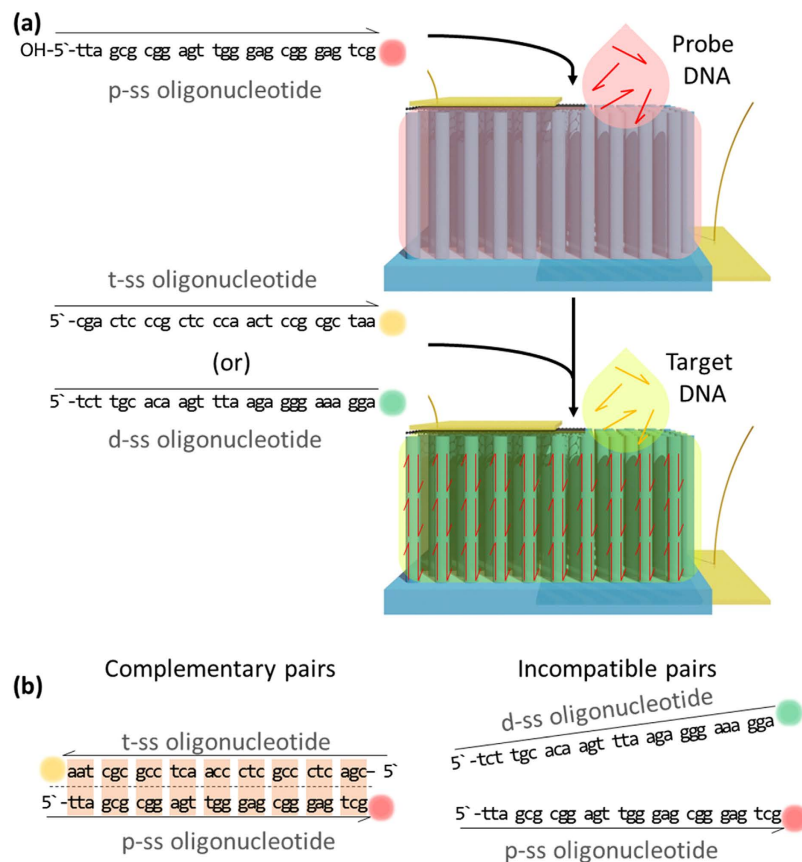 (a)
OH-5`-tta gcg cgg agt tgg gag cgg gag tcg
p-ss oligonucleotide
Probe
DNA
t-ss oligonucleotide
5`-cga ctc ccg ctc cca act ccg cgc taa
(or)
5`-tct tgc aca agt tta aga ggg aaa gga
d-ss oligonucleotide
Target
DNA
(b)
Complementary pairs
t-ss oligonucleotide
aat cgc gcc tca acc ctc gcc ctc agc- 5`
5`-tta gcg cgg agt tgg gag cgg gag tcg
p-ss oligonucleotide
Incompatible pairs
d-ss oligonucleotide
5`-tct tgc aca agt tta aga ggg aaa gga
5`-tta gcg cgg agt tgg gag cgg gag tcg
p-ss oligonucleotide